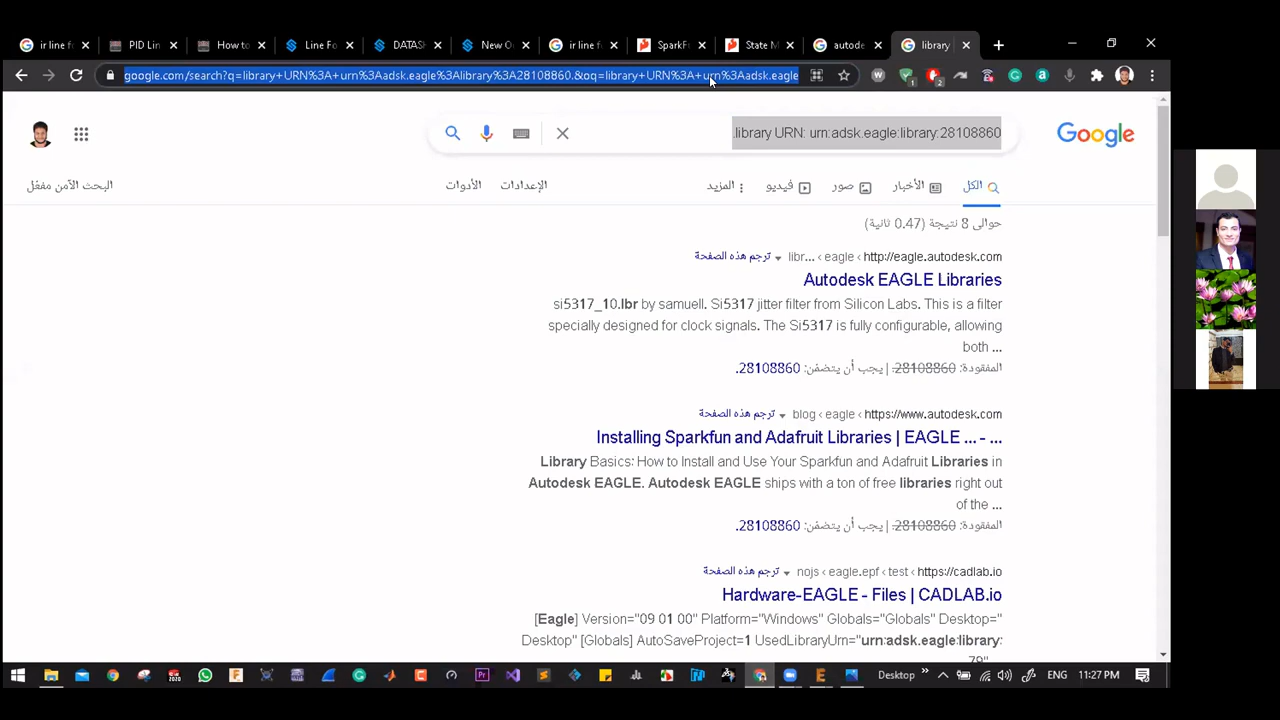 ir line f
PID Lin
How to
Line Fo
DATAS
New O
ir line f
SparkF
State M
autode
library
google.com/search?q=library+URN%3A+urn%3Aadsk.eagle%3Alibrary%3A28108860.&oq=library+URN%3A+urn%3Aadsk.eagle
.library URN: urn:adsk.eagle:library:28108860
Google
الكل
الأخبار
صور
فيديو
المزيد
الإعدادات
الأدوات
البحث الآمن مفعّل
حوالى 8 نتيجة (0.47 ثانية)
http://eagle.autodesk.com › eagle › libr... ترجم هذه الصفحة
Autodesk EAGLE Libraries
si5317_10.lbr by samuell. Si5317 jitter filter from Silicon Labs. This is a filter
specially designed for clock signals. The Si5317 is fully configurable, allowing
both ...
المفقودة: 28108860 | يجب أن يتضمّن: 28108860.
https://www.autodesk.com › eagle › blog ترجم هذه الصفحة
Installing Sparkfun and Adafruit Libraries | EAGLE ... - ...
Library Basics: How to Install and Use Your Sparkfun and Adafruit Libraries in
Autodesk EAGLE. Autodesk EAGLE ships with a ton of free libraries right out
of the ...
المفقودة: 28108860 | يجب أن يتضمّن: 28108860.
https://cadlab.io › test › eagle.epf › nojs ترجم هذه الصفحة
Hardware-EAGLE - Files | CADLAB.io
[Eagle] Version="09 01 00" Platform="Windows" Globals="Globals" Desktop="
Desktop" [Globals] AutoSaveProject=1 UsedLibraryUrn="urn:adsk.eagle:library:
Desktop
ENG
11:27 PM